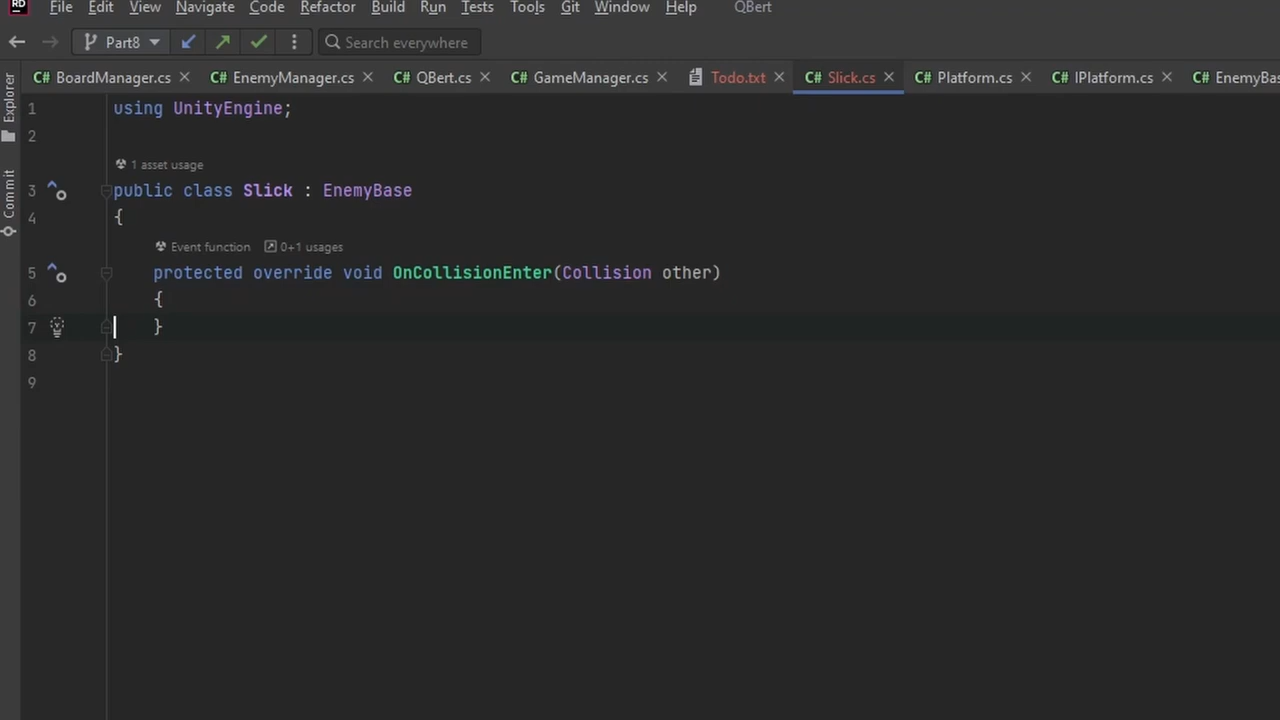 RD File Edit View Navigate Code Refactor Build Run Tests Tools Git Window Help QBert
Part8 Search everywhere
C# BoardManager.cs C# EnemyManager.cs C# QBert.cs C# GameManager.cs Todo.txt C# Slick.cs C# Platform.cs C# IPlatform.cs C# EnemyBas
Explorer
Commit
1 using UnityEngine;
2
1 asset usage
3 public class Slick : EnemyBase
4 {
Event function 0+1 usages
5 protected override void OnCollisionEnter(Collision other)
6 {
7 }
8 }
9